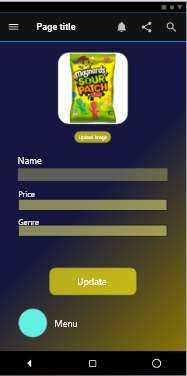 Page title
Maynards
SOUR
PATCH
KIDS
Upload Image
Name
Price
Genre
Update
Menu